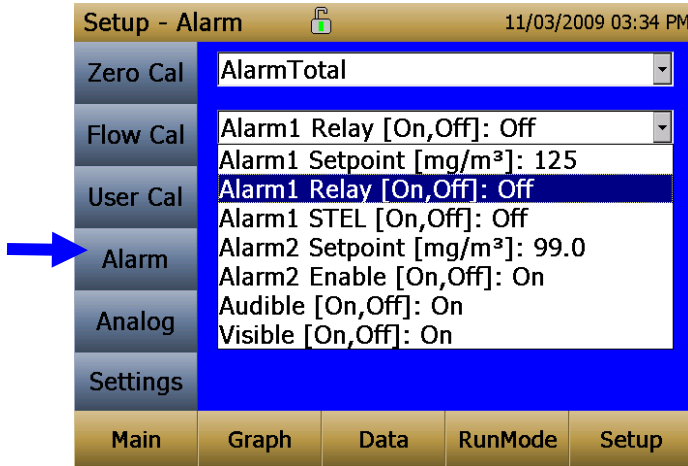 Setup - Alarm
11/03/2009 03:34 PM
Zero Cal
AlarmTotal
Flow Cal
Alarm1 Relay [On,Off]: Off
Alarm1 Setpoint [mg/m³]: 125
User Cal
Alarm1 Relay [On,Off]: Off
Alarm1 STEL [On,Off]: Off
Alarm
Alarm2 Setpoint [mg/m³]: 99.0
Alarm2 Enable [On,Off]: On
Analog
Audible [On,Off]: On
Visible [On,Off]: On
Settings
Main
Graph
Data
RunMode
Setup